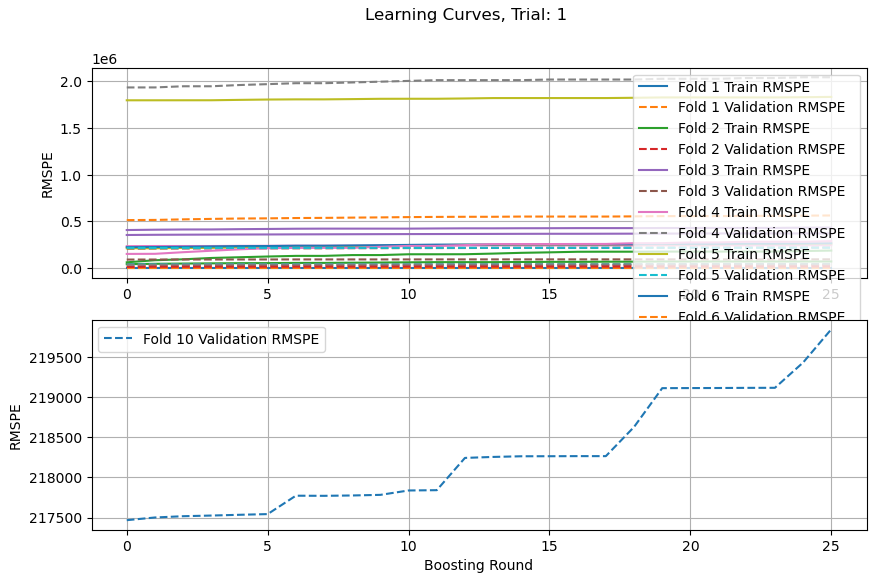 Learning Curves, Trial: 1
1e6
2.0
1.5
1.0
0.5
0.0
RMSPE
Fold 1 Train RMSPE
Fold 1 Validation RMSPE
Fold 2 Train RMSPE
Fold 2 Validation RMSPE
Fold 3 Train RMSPE
Fold 3 Validation RMSPE
Fold 4 Train RMSPE
Fold 4 Validation RMSPE
Fold 5 Train RMSPE
Fold 5 Validation RMSPE
Fold 6 Train RMSPE
Fold 6 Validation RMSPE
0 5 10 15 20 25
Fold 10 Validation RMSPE
219500
219000
218500
218000
217500
RMSPE
0 5 10 15 20 25
Boosting Round